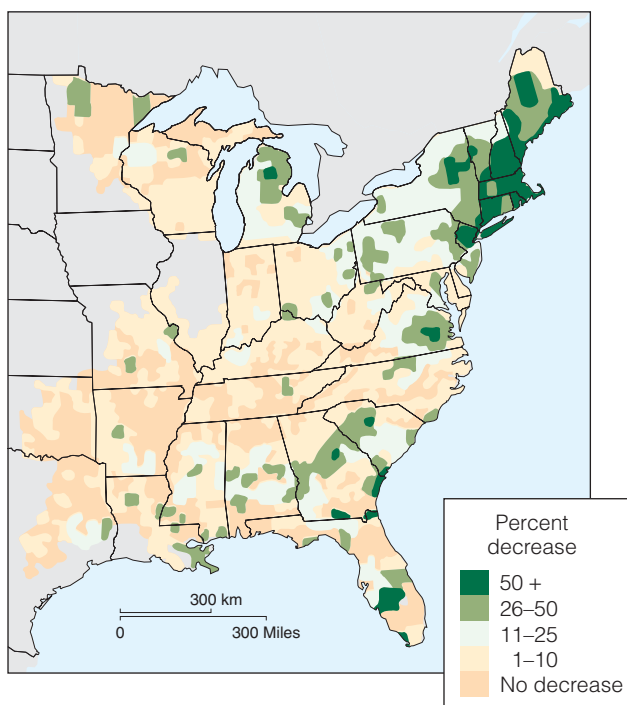 300 km
0
300 Miles
Percent
decrease
50 +
26–50
11–25
1–10
No decrease